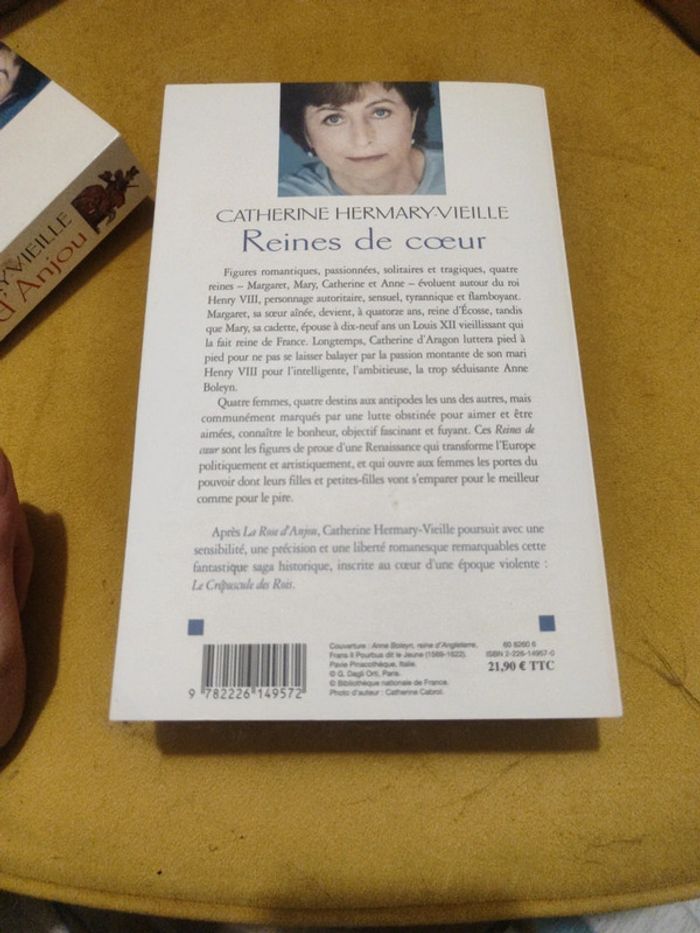 CATHERINE HERMARY-VIEILLE
Reines de cœur
Figures romantiques, passionnées, solitaires et tragiques, quatre
reines – Margaret, Mary, Catherine et Anne – évoluent autour du roi
Henry VIII, personnage autoritaire, sensuel, tyrannique et flamboyant.
Margaret, sa sœur aînée, devient, à quatorze ans, reine d'Écosse, tandis
que Mary, sa cadette, épouse à dix-neuf ans un Louis XII vieillissant qui
la fait reine de France. Longtemps, Catherine d'Aragon luttera pied à
pied pour ne pas se laisser balayer par la passion montante de son mari
Henry VIII pour l'intelligente, l'ambitieuse, la trop séduisante Anne
Boleyn.
Quatre femmes, quatre destins aux antipodes les uns des autres, mais
communément marqués par une lutte obstinée pour aimer et être
aimées, connaître le bonheur, objectif fascinant et fuyant. Ces Reines de
cœur sont les figures de proue d'une Renaissance qui transforme l'Europe
politiquement et artistiquement, et qui ouvre aux femmes les portes du
pouvoir dont leurs filles et petites-filles vont s'emparer pour le meilleur
comme pour le pire.
Après La Rose d'Anjou, Catherine Hermary-Vieille poursuit avec une
sensibilité, une précision et une liberté romanesque remarquables cette
fantastique saga historique, inscrite au cœur d'une époque violente :
Le Crépuscule des Rois.
9 782226 149572
Couverture : Anne Boleyn, reine d'Angleterre,
Frans II Pourbus dit le Jeune (1569-1622).
Pavie Pinacothèque, Italie.
© G. Dagli Orti, Paris.
© Bibliothèque nationale de France.
Photo d'auteur : Catherine Cabrol.
60 8260 6
ISBN 2-226-14957-0
21,90 € TTC
Y-VIEILLE
d'Anjou